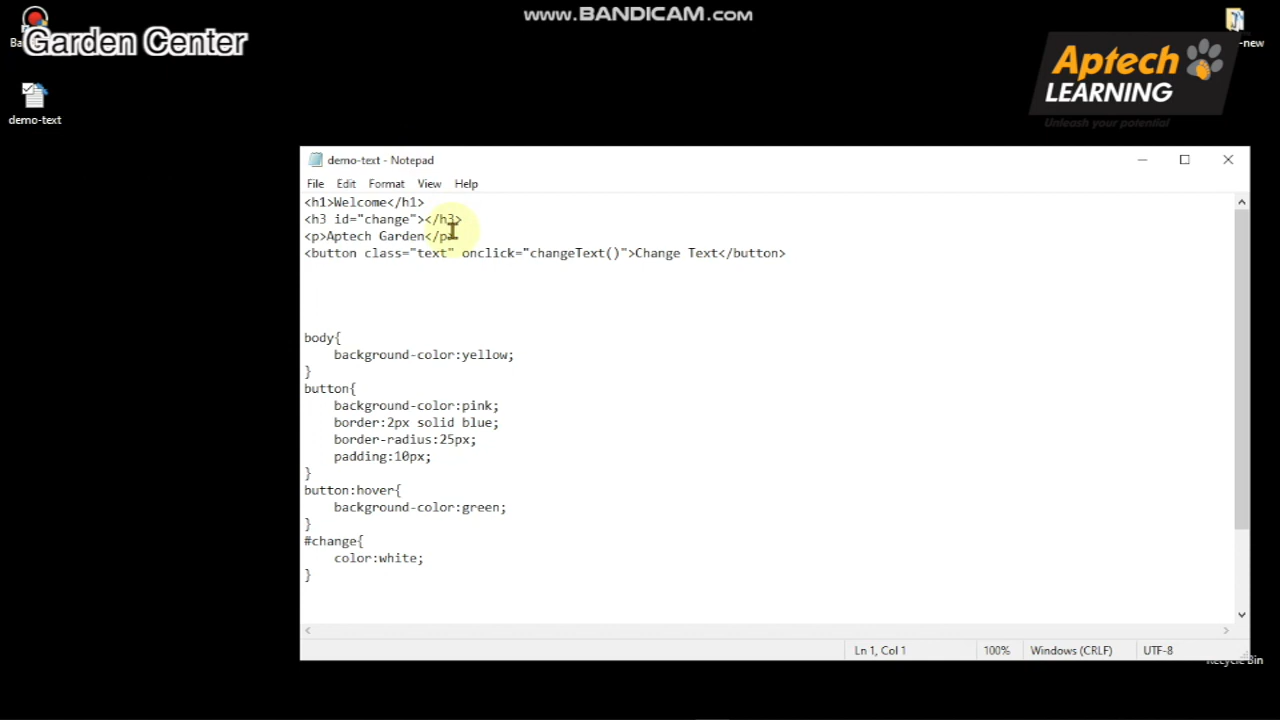 www.BANDICAM.com
Garden Center
Ba
-new
Aptech
LEARNING
Unleash your potential
demo-text
demo-text - Notepad
File Edit Format View Help
<h1>Welcome</h1>
<h3 id="change"></h3>
<p>Aptech Garden</p>
<button class="text" onclick="changeText()">Change Text</button>
body{
background-color:yellow;
}
button{
background-color:pink;
border:2px solid blue;
border-radius:25px;
padding:10px;
}
button:hover{
background-color:green;
}
#change{
color:white;
}
Ln 1, Col 1 100% Windows (CRLF) UTF-8
Recycle Bin